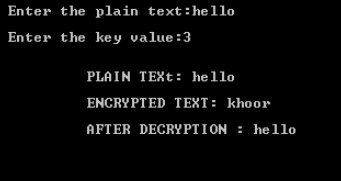 Enter the plain text:hello
Enter the key value:3
PLAIN TEXt: hello
ENCRYPTED TEXT: khoor
AFTER DECRYPTION : hello